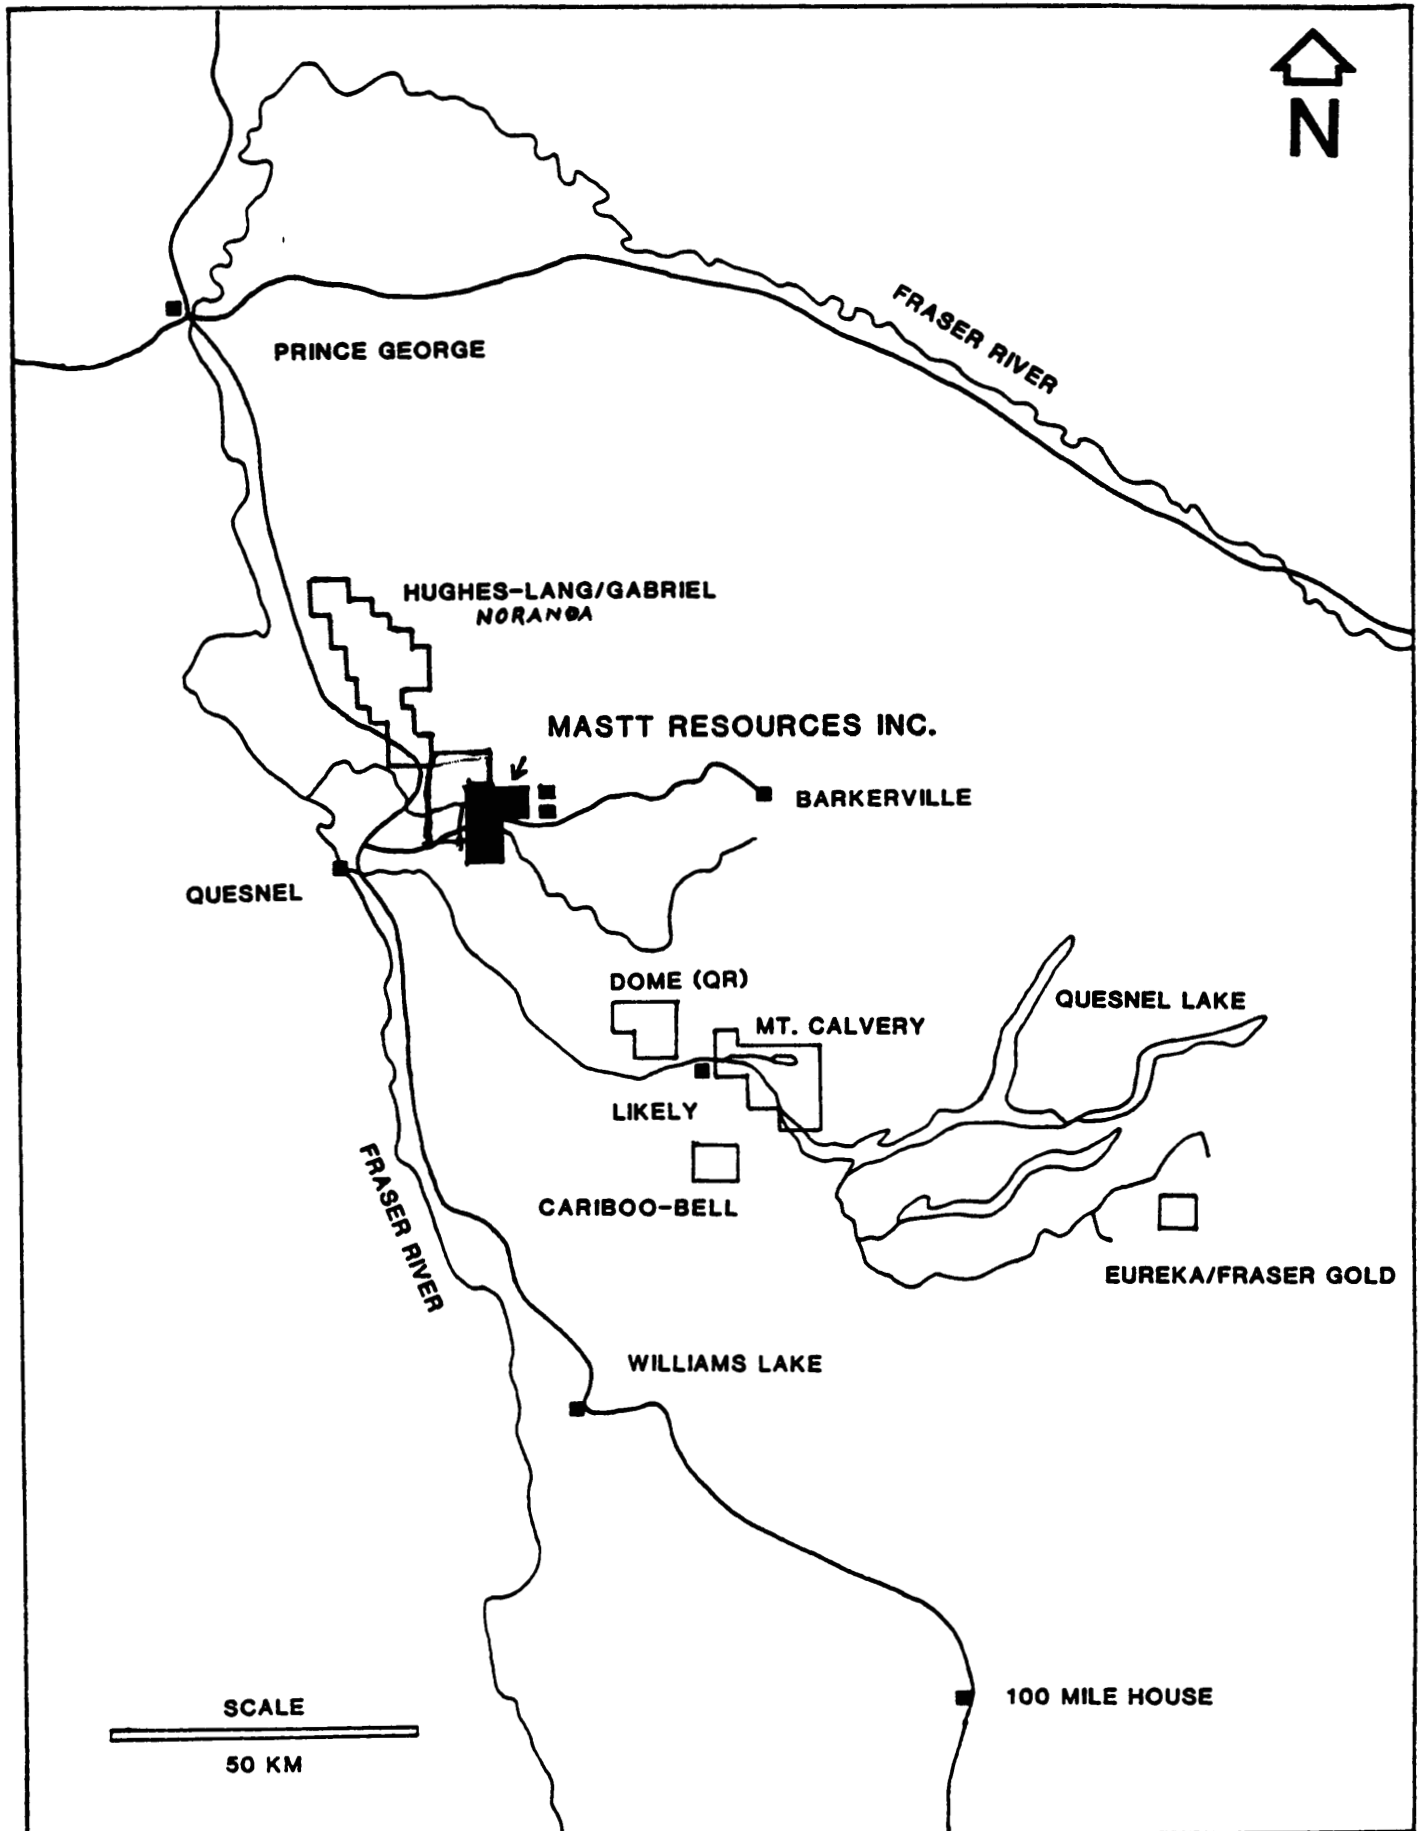 N
FRASER RIVER
PRINCE GEORGE
HUGHES-LANG/GABRIEL
NORANDA
MASTT RESOURCES INC.
BARKERVILLE
QUESNEL
DOME (QR)
QUESNEL LAKE
MT. CALVERY
LIKELY
FRASER RIVER
CARIBOO-BELL
EUREKA/FRASER GOLD
WILLIAMS LAKE
100 MILE HOUSE
SCALE
50 KM